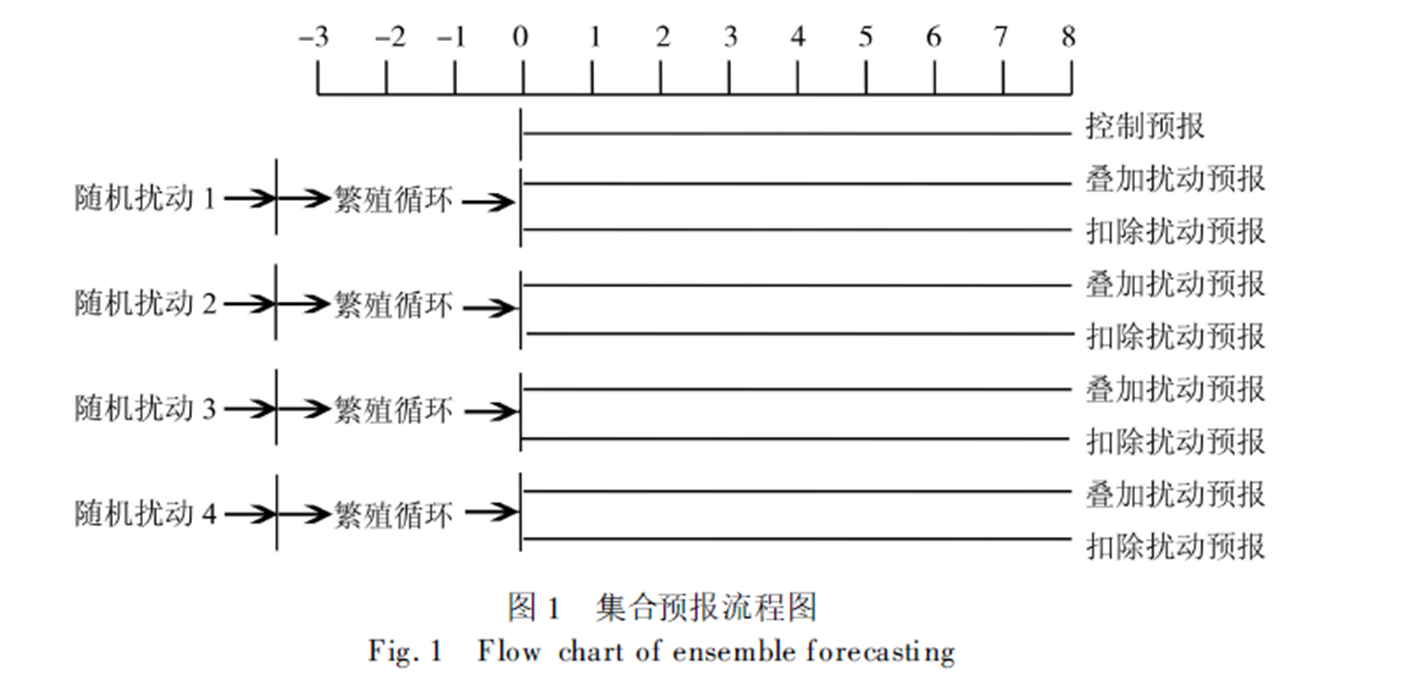 -3 -2 -1 0 1 2 3 4 5 6 7 8
控制预报
叠加扰动预报
随机扰动 1 繁殖循环
扣除扰动预报
叠加扰动预报
随机扰动 2 繁殖循环
扣除扰动预报
叠加扰动预报
随机扰动 3 繁殖循环
扣除扰动预报
叠加扰动预报
随机扰动 4 繁殖循环
扣除扰动预报
图 1 集合预报流程图
Fig. 1 Flow chart of ensemble forecasting